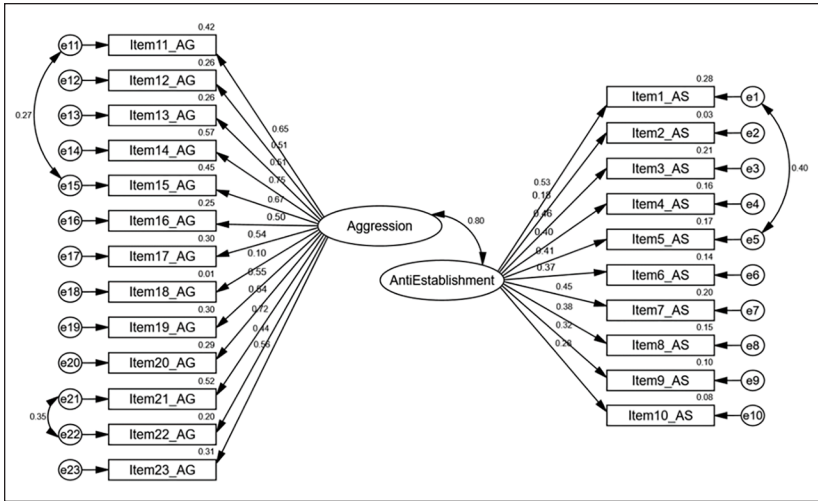 0.42
e11 Item11_AG
0.26
e12 Item12_AG
0.26
e13 Item13_AG
0.57
e14 Item14_AG
0.45
e15 Item15_AG
0.25
e16 Item16_AG
0.30
e17 Item17_AG
0.01
e18 Item18_AG
0.30
e19 Item19_AG
0.29
e20 Item20_AG
0.52
e21 Item21_AG
0.20
e22 Item22_AG
0.31
e23 Item23_AG
0.27
0.35
0.65
0.51
0.51
0.75
0.67
0.50
0.54
0.10
0.55
0.54
0.72
0.44
0.56
Aggression
0.80
AntiEstablishment
0.53
0.18
0.46
0.40
0.41
0.37
0.45
0.38
0.32
0.28
0.28
Item1_AS e1
0.03
Item2_AS e2
0.21
Item3_AS e3
0.16
Item4_AS e4
0.17
Item5_AS e5
0.14
Item6_AS e6
0.20
Item7_AS e7
0.15
Item8_AS e8
0.10
Item9_AS e9
0.08
Item10_AS e10
0.40